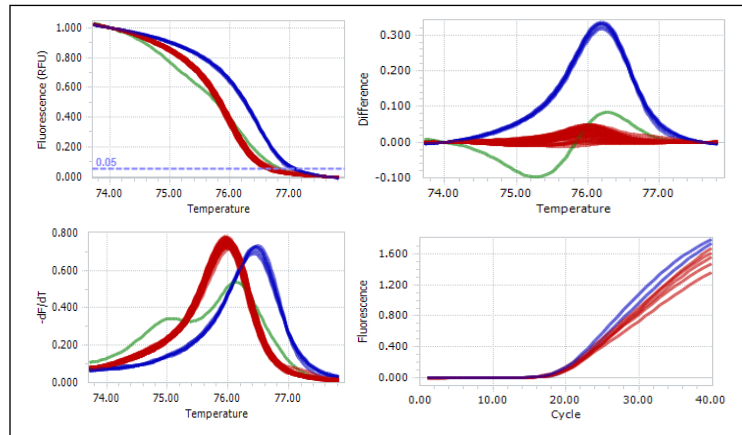 Fluorescence (RFU)
1.000
0.800
0.600
0.400
0.200
0.000
0.05
74.00 75.00 76.00 77.00
Temperature
Difference
0.300
0.200
0.100
0.000
-0.100
74.00 75.00 76.00 77.00
Temperature
-dF/dT
0.800
0.600
0.400
0.200
0.000
74.00 75.00 76.00 77.00
Temperature
Fluorescence
1.600
1.200
0.800
0.400
0.000
0.00 10.00 20.00 30.00 40.00
Cycle